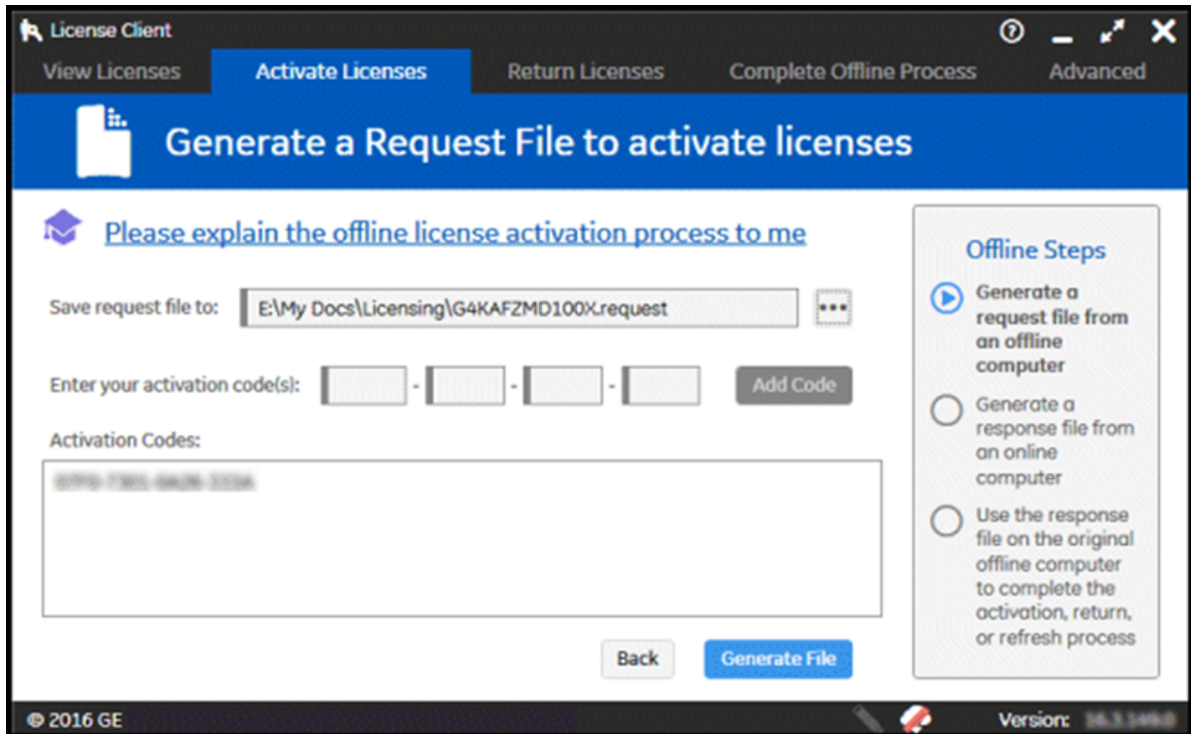 License Client
View Licenses Activate Licenses Return Licenses Complete Offline Process Advanced
Generate a Request File to activate licenses
Please explain the offline license activation process to me
Save request file to: E:\My Docs\Licensing\G4KAFZMD100X.request
Enter your activation code(s): - - - Add Code
Activation Codes:
Back Generate File
Offline Steps
Generate a
request file from
an offline
computer
Generate a
response file from
an online
computer
Use the response
file on the original
offline computer
to complete the
activation, return,
or refresh process
© 2016 GE Version: